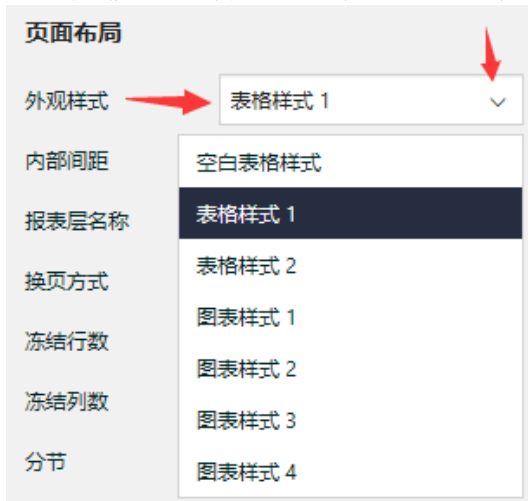 页面布局
外观样式 表格样式 1
内部间距 空白表格样式
报表层名称 表格样式 1
换页方式 表格样式 2
冻结行数 图表样式 1
冻结列数 图表样式 2
分节 图表样式 3
图表样式 4